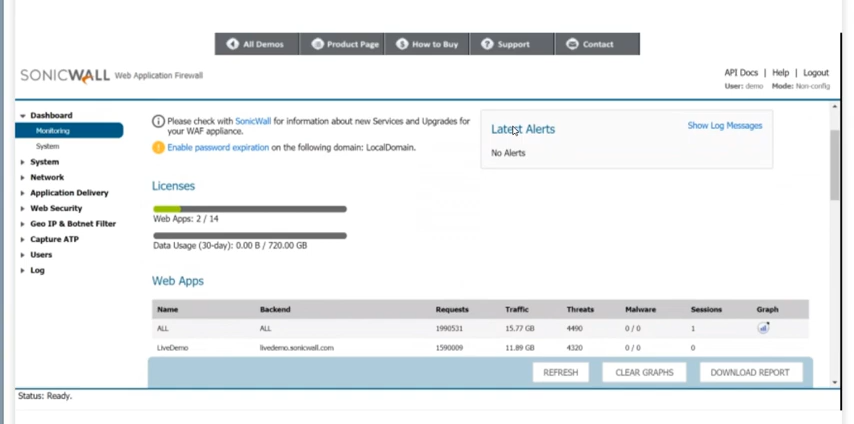 All Demos Product Page How to Buy Support Contact
SONICWALL Web Application Firewall
API Docs | Help | Logout
User: demo Mode: Non-config
Dashboard
Monitoring
System
System
Network
Application Delivery
Web Security
Geo IP & Botnet Filter
Capture ATP
Users
Log
Please check with SonicWall for information about new Services and Upgrades for
your WAF appliance.
Enable password expiration on the following domain: LocalDomain.
Latest Alerts
Show Log Messages
No Alerts
Licenses
Web Apps: 2 / 14
Data Usage (30-day): 0.00 B / 720.00 GB
Web Apps
Name Backend Requests Traffic Threats Malware Sessions Graph
ALL ALL 1990531 15.77 GB 4490 0 / 0 1
LiveDemo livedemo.sonicwall.com 1590009 11.89 GB 4320 0 / 0 0
REFRESH CLEAR GRAPHS DOWNLOAD REPORT
Status: Ready.